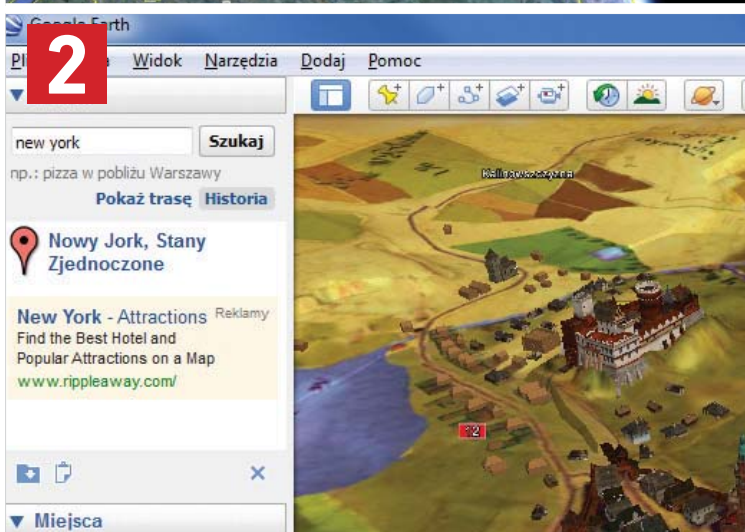 Google Earth
2
Widok Narzędzia Dodaj Pomoc
new york Szukaj
np.: pizza w pobliżu Warszawy
Pokaż trasę Historia
Nowy Jork, Stany
Zjednoczone
New York - Attractions Reklamy
Find the Best Hotel and
Popular Attractions on a Map
www.rippleaway.com/
Miejsca
Kalinowszczyzna
12